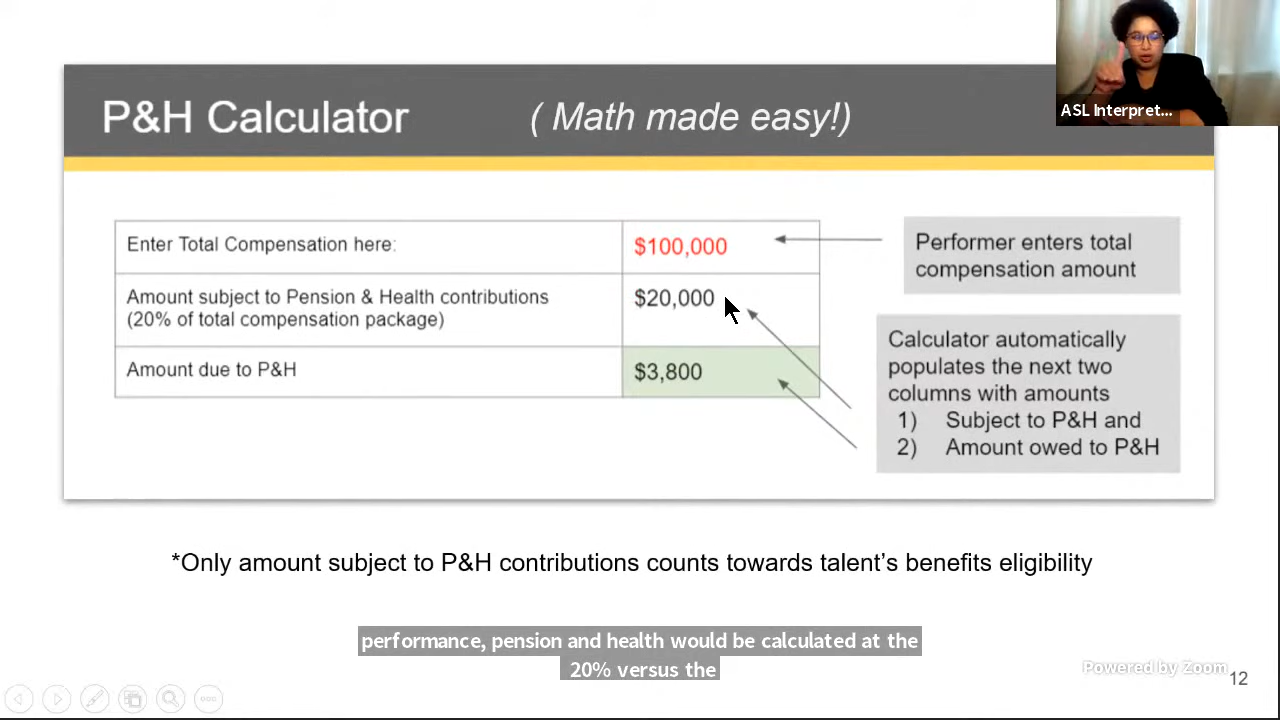 ASL Interpret...
P&H Calculator
( Math made easy!)
Enter Total Compensation here:
$100,000
Amount subject to Pension & Health contributions
(20% of total compensation package)
$20,000
Amount due to P&H
$3,800
Performer enters total
compensation amount
Calculator automatically
populates the next two
columns with amounts
1) Subject to P&H and
2) Amount owed to P&H
*Only amount subject to P&H contributions counts towards talent's benefits eligibility
performance, pension and health would be calculated at the
20% versus the
Powered by Zoom
12